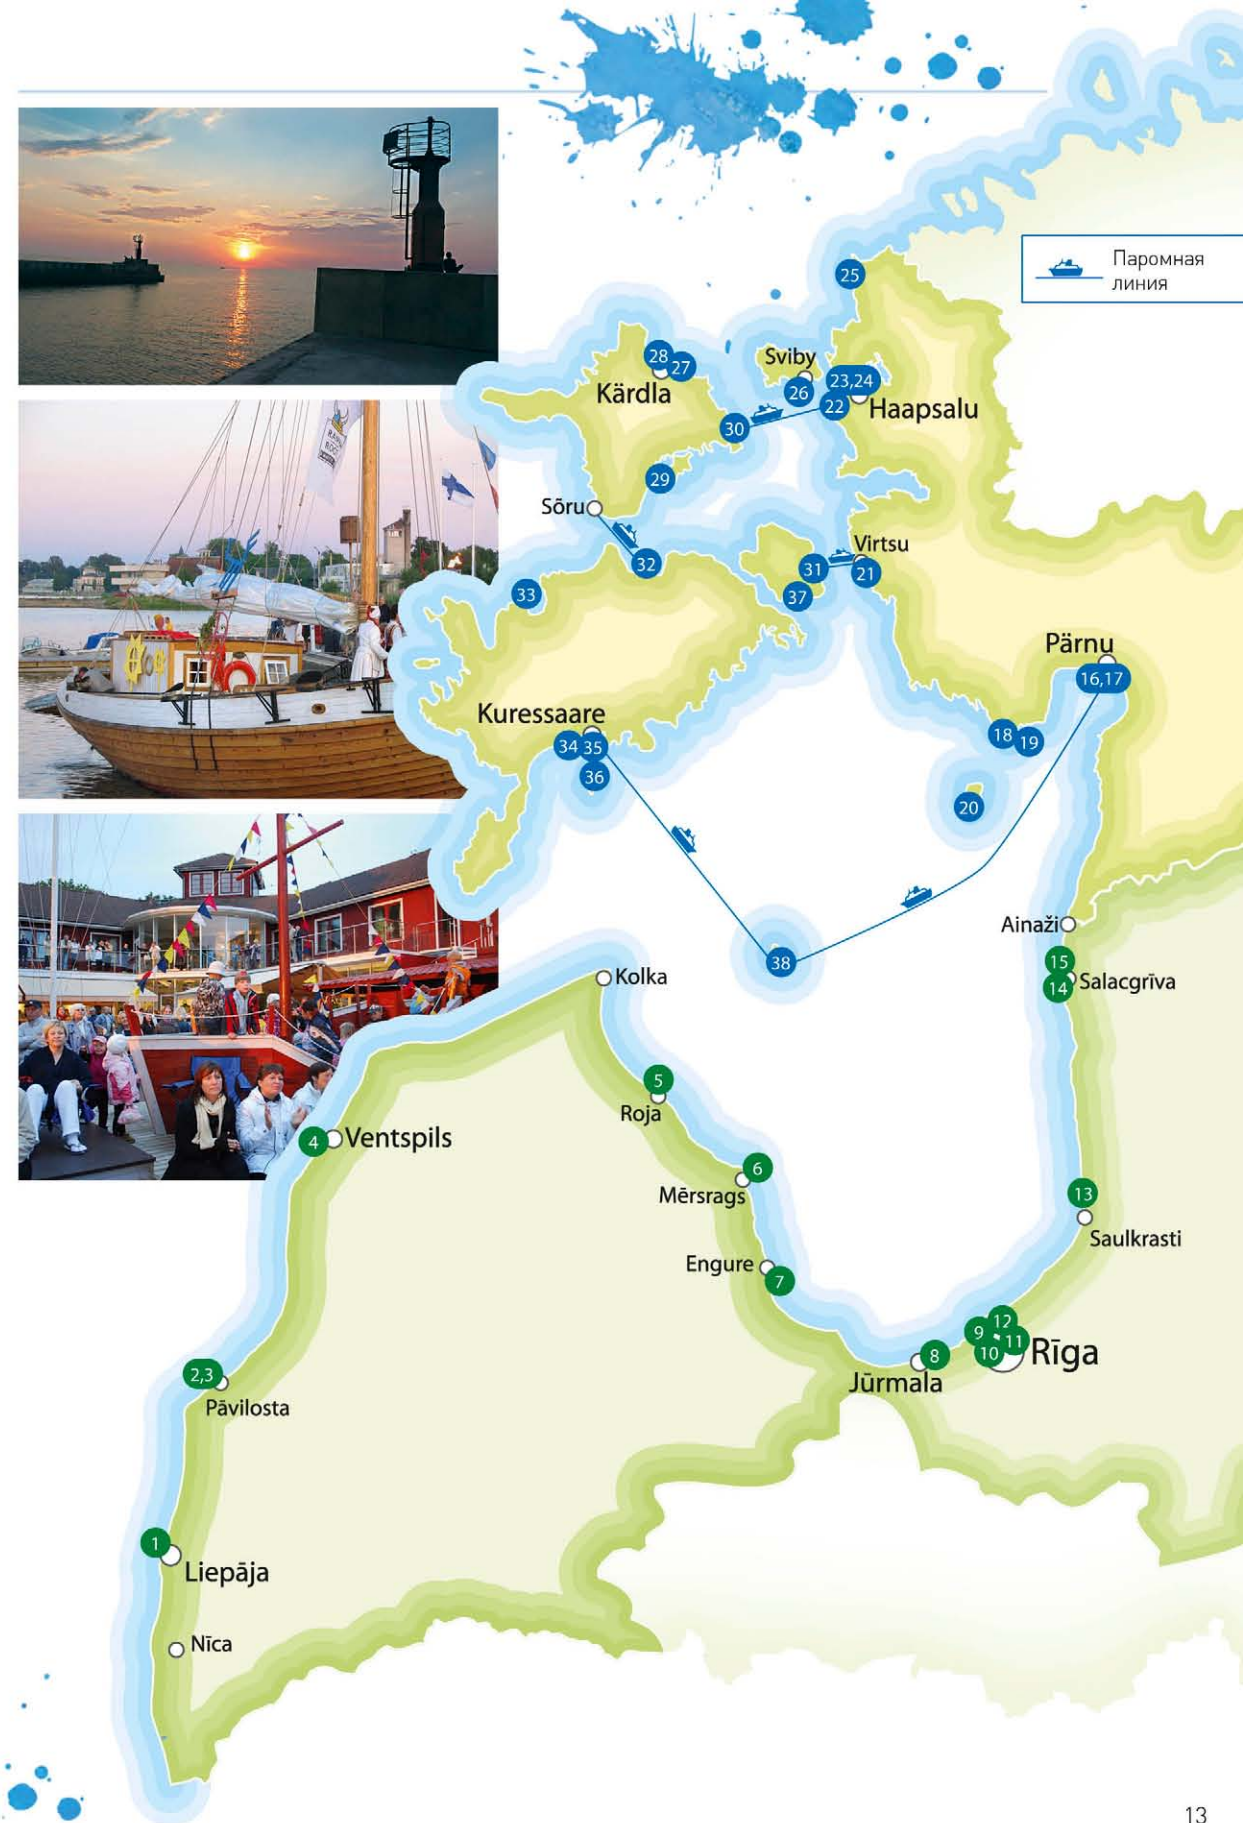 Паромная
линия
25
28
27
Kärdla
Sviby
26
23,24
22
Haapsalu
30
29
Sõru
32
31
Virtsu
21
37
33
Pärnu
16,17
Kuressaare
34
35
36
18
19
20
38
Ainaži
15
14
Salacgrīva
Kolka
5
Roja
4
Ventspils
6
Mērsrags
13
Saulkrasti
Engure
7
12
9
11
10
Rīga
8
Jūrmala
2,3
Pāvilosta
1
Liepāja
Nīca
13